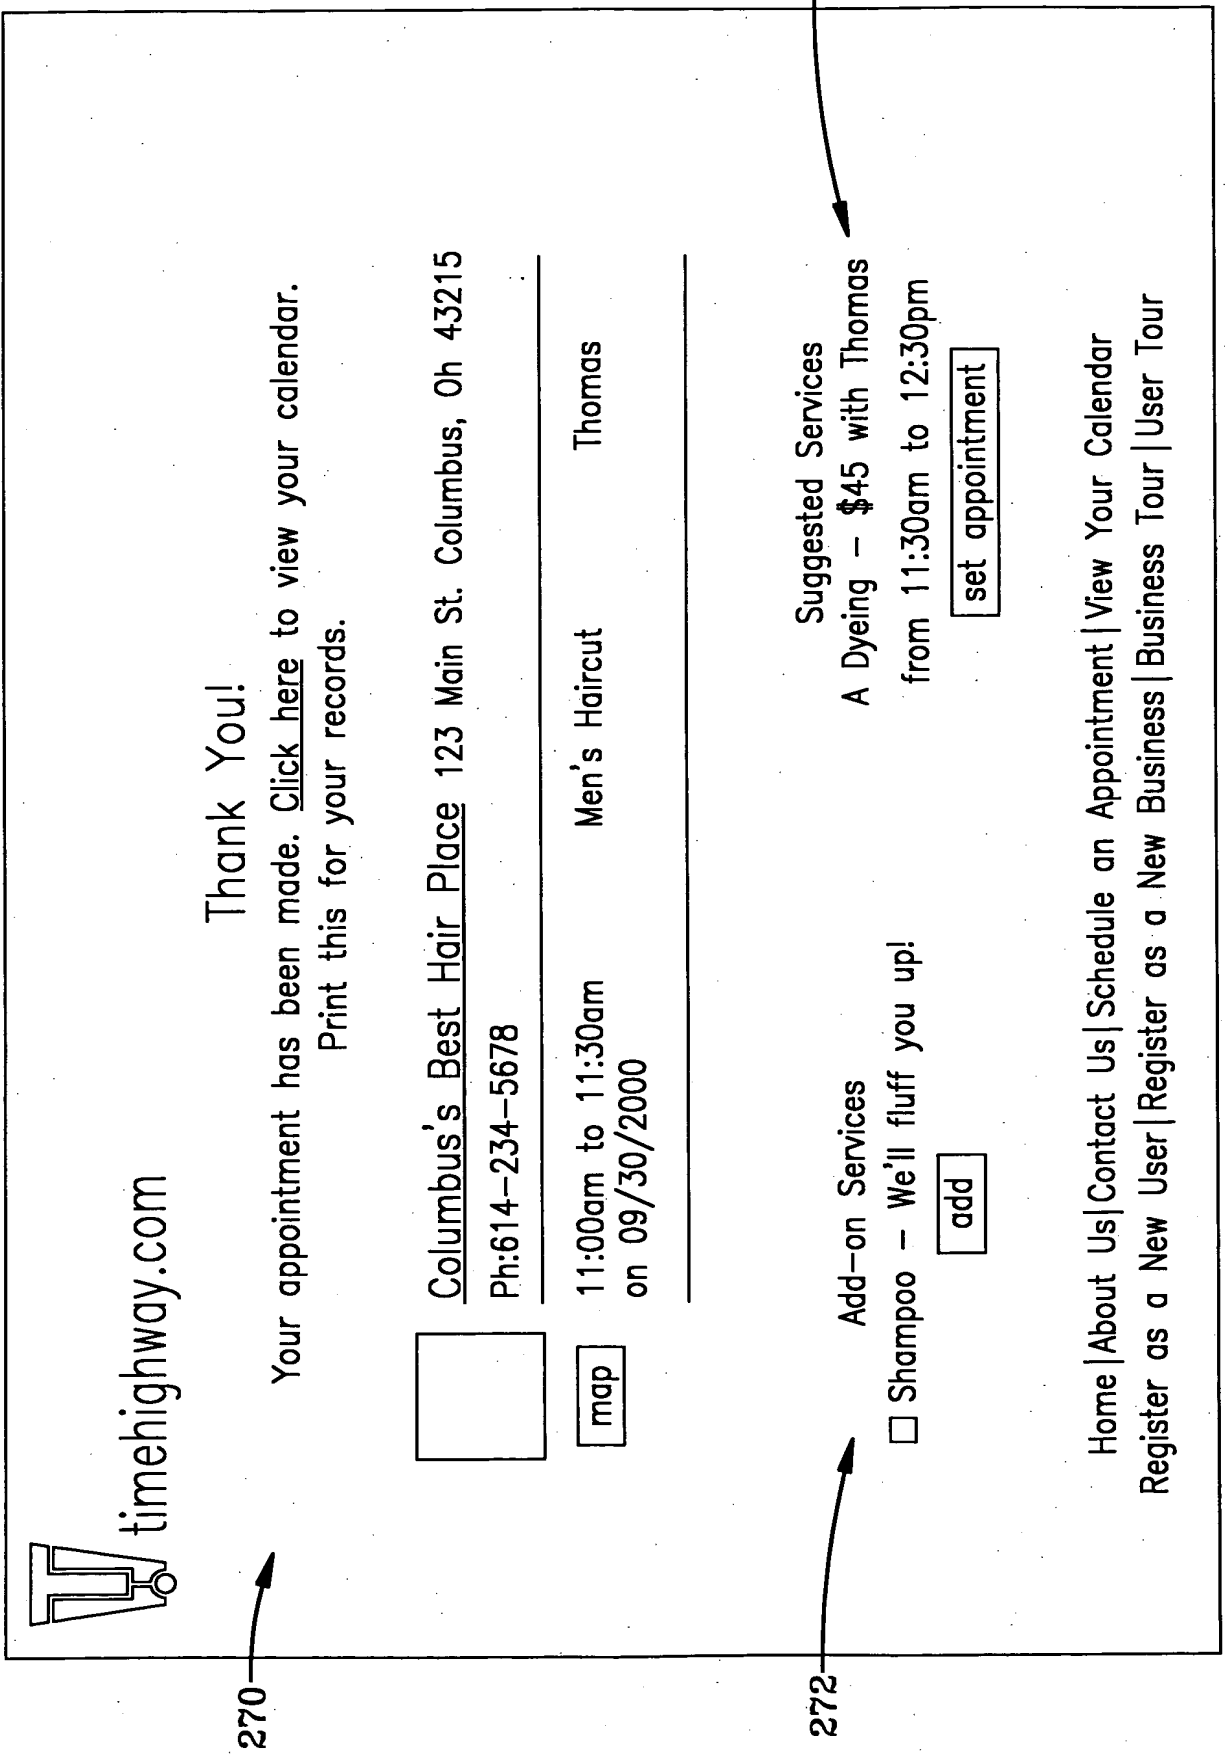 timehighway.com
Thank You!
Your appointment has been made. Click here to view your calendar.
Print this for your records.
Columbus's Best Hair Place 123 Main St. Columbus, Oh 43215
Ph:614-234-5678
map
11:00am to 11:30am Men's Haircut Thomas
on 09/30/2000
Add-on Services
□ Shampoo - We'll fluff you up!
add
Suggested Services
A Dyeing - $45 with Thomas
from 11:30am to 12:30pm
set appointment
Home|About Us|Contact Us|Schedule an Appointment|View Your Calendar
Register as a New User|Register as a New Business|Business Tour|User Tour
270
272